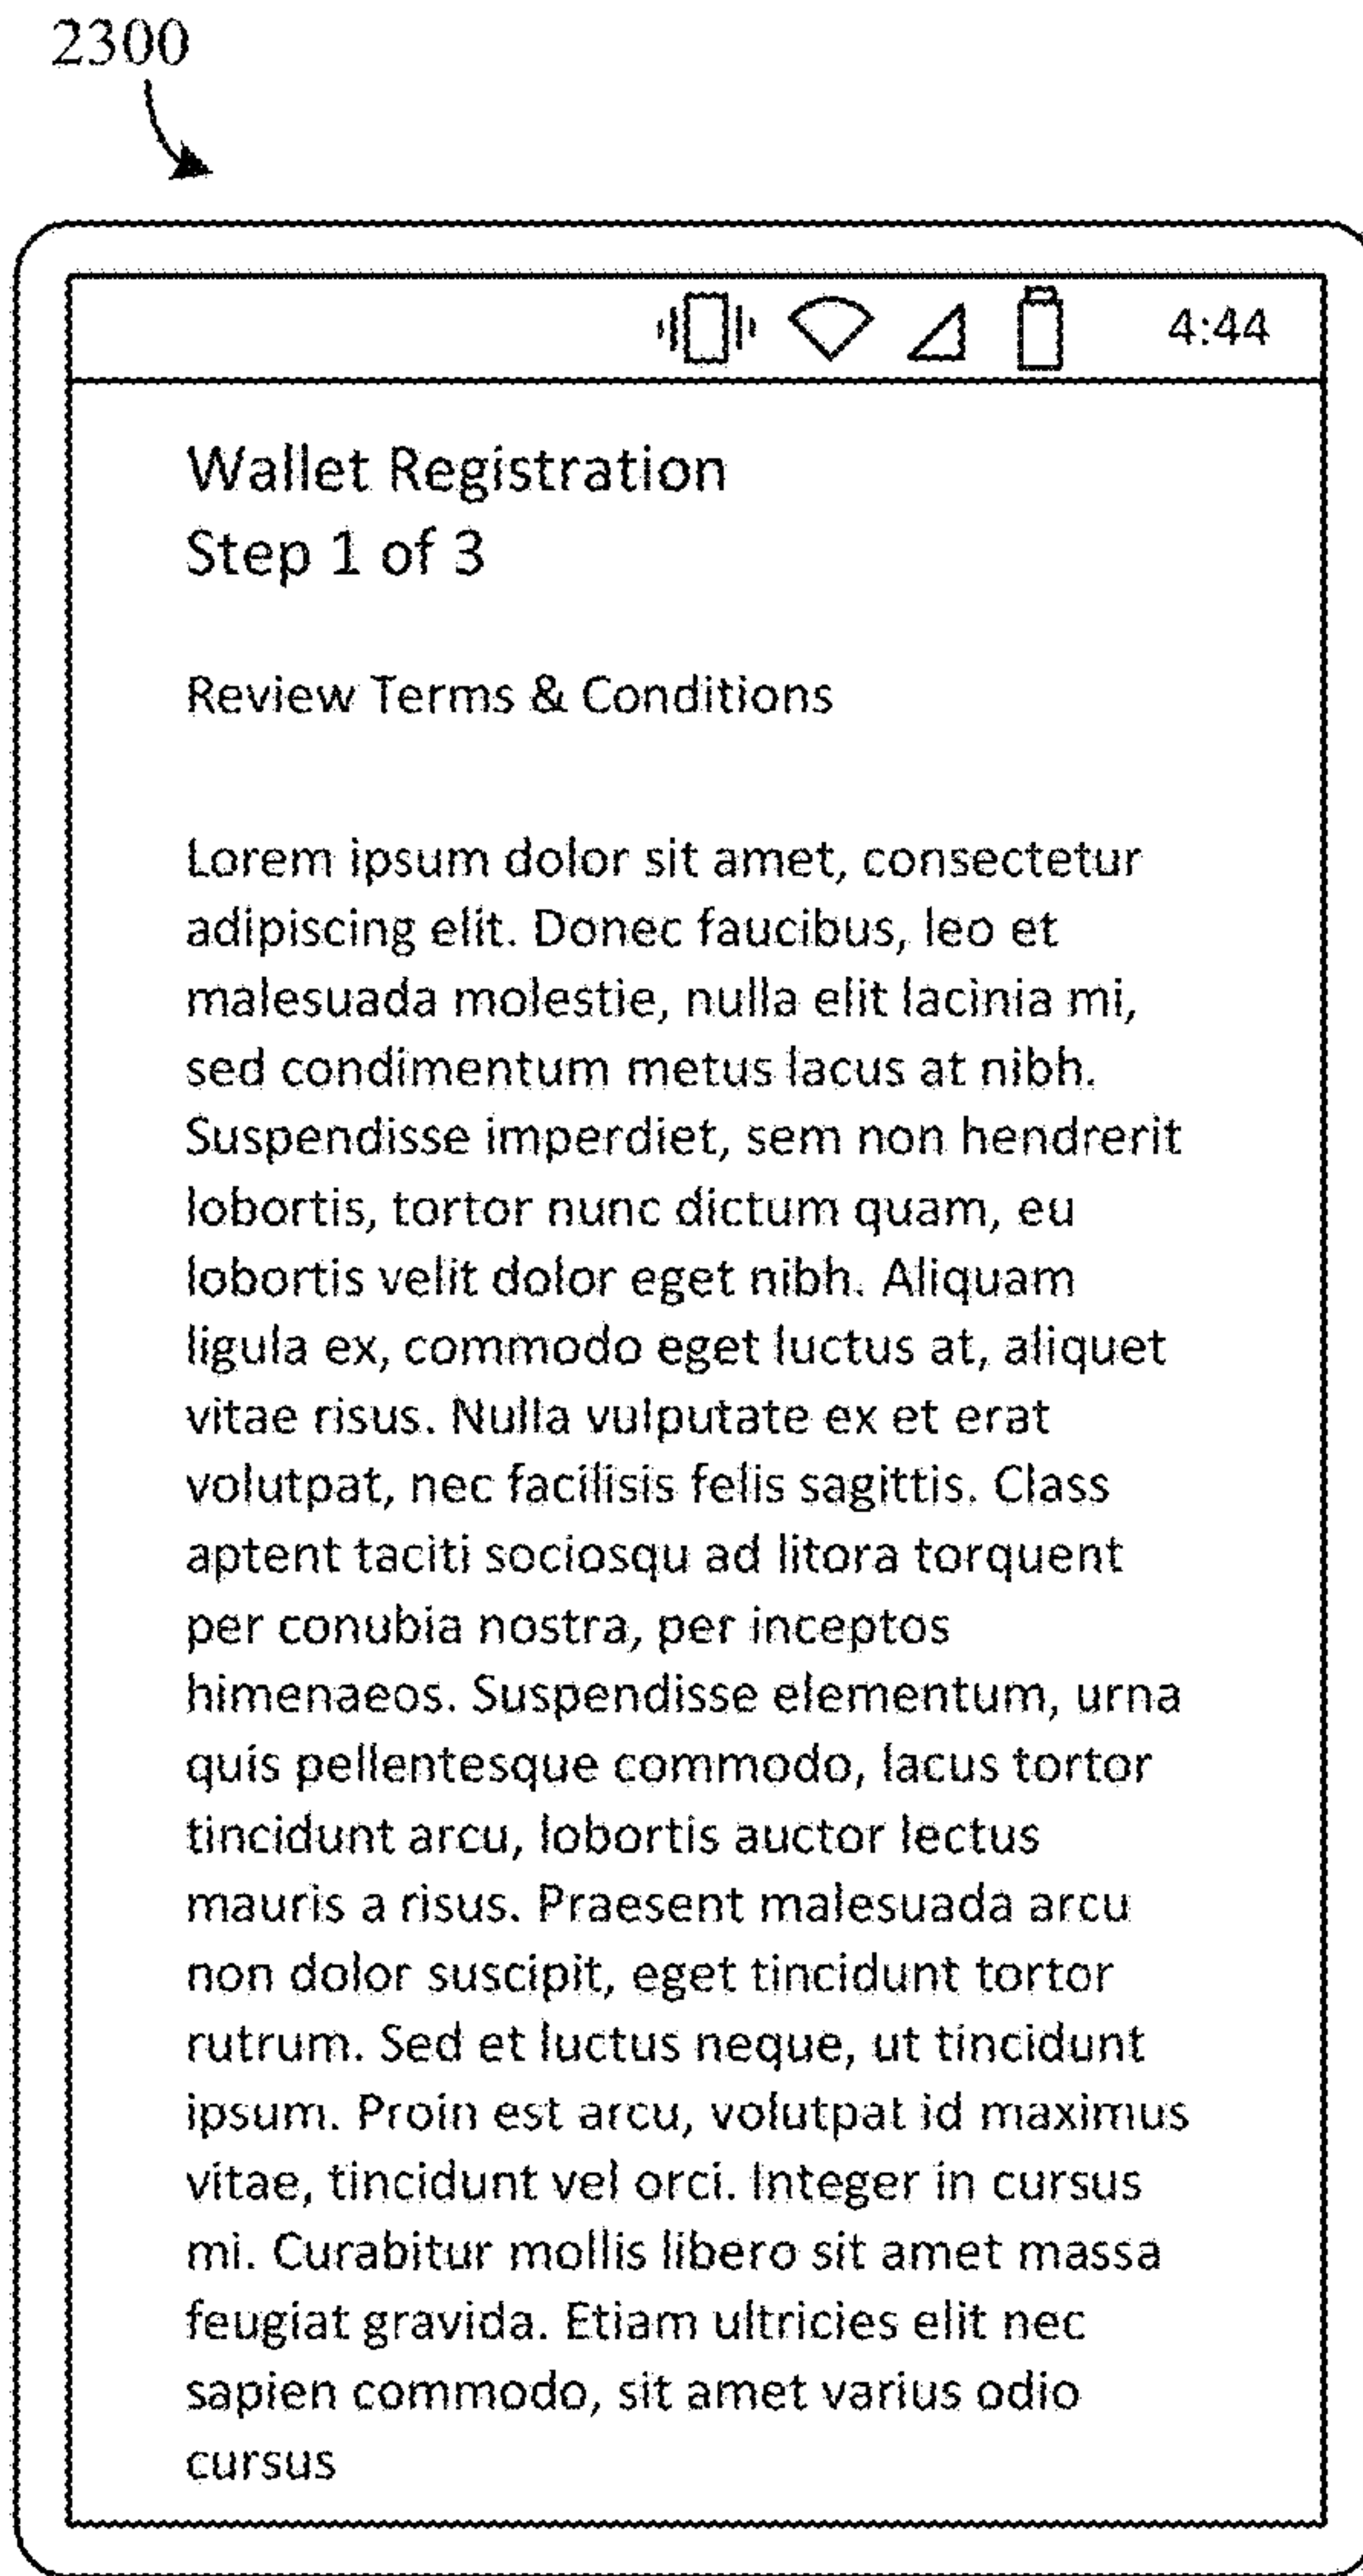 2300
4:44
Wallet Registration
Step 1 of 3
Review Terms & Conditions
Lorem ipsum dolor sit amet, consectetur
adipiscing elit. Donec faucibus, leo et
malesuada molestie, nulla elit lacinia mi,
sed condimentum metus lacus at nibh.
Suspendisse imperdiet, sem non hendrerit
lobortis, tortor nunc dictum quam, eu
lobortis velit dolor eget nibh. Aliquam
ligula ex, commodo eget luctus at, aliquet
vitae risus. Nulla vulputate ex et erat
volutpat, nec facilisis felis sagittis. Class
aptent taciti sociosqu ad litora torquent
per conubia nostra, per inceptos
himenaeos. Suspendisse elementum, urna
quis pellentesque commodo, lacus tortor
tincidunt arcu, lobortis auctor lectus
mauris a risus. Praesent malesuada arcu
non dolor suscipit, eget tincidunt tortor
rutrum. Sed et luctus neque, ut tincidunt
ipsum. Proin est arcu, volutpat id maximus
vitae, tincidunt vel orci. Integer in cursus
mi. Curabitur mollis libero sit amet massa
feugiat gravida. Etiam ultricies elit nec
sapien commodo, sit amet varius odio
cursus